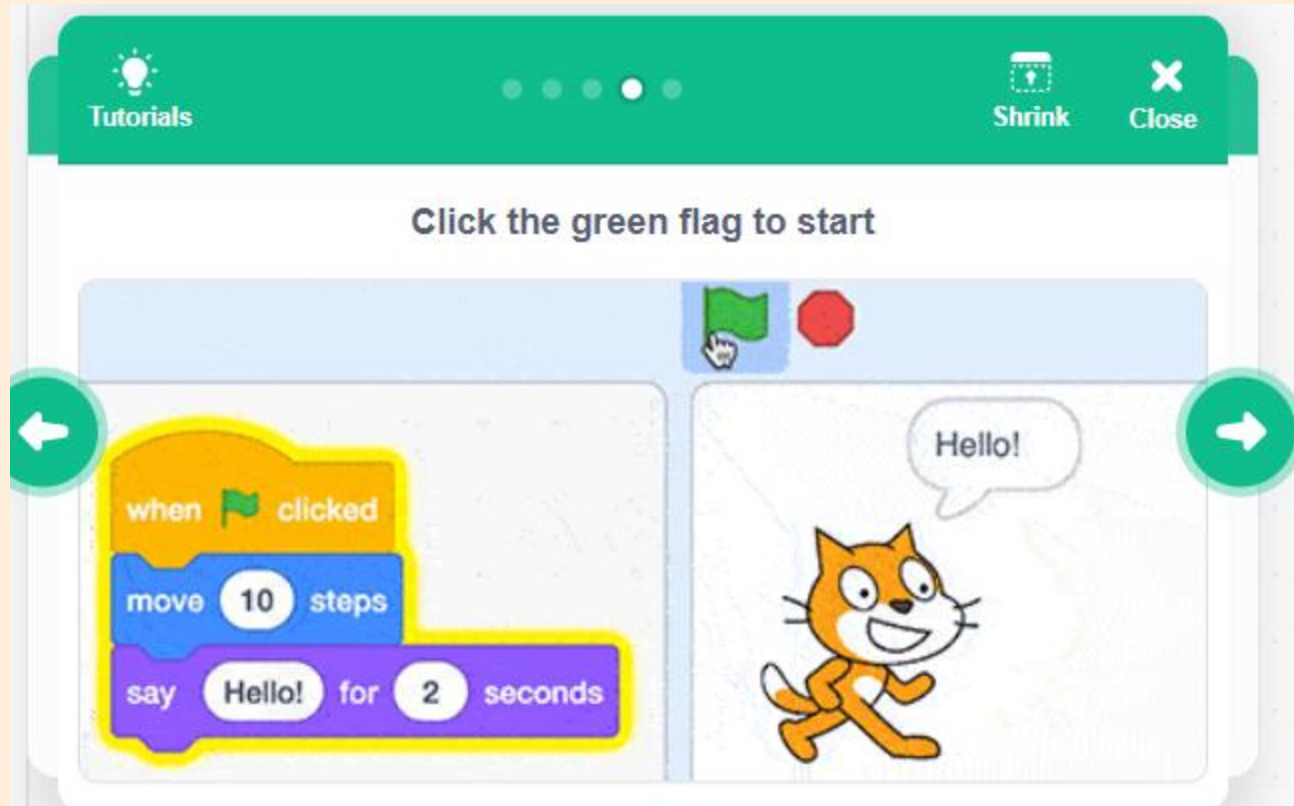 Tutorials
Shrink
Close
Click the green flag to start
Hello!
when clicked
move 10 steps
say Hello! for 2 seconds